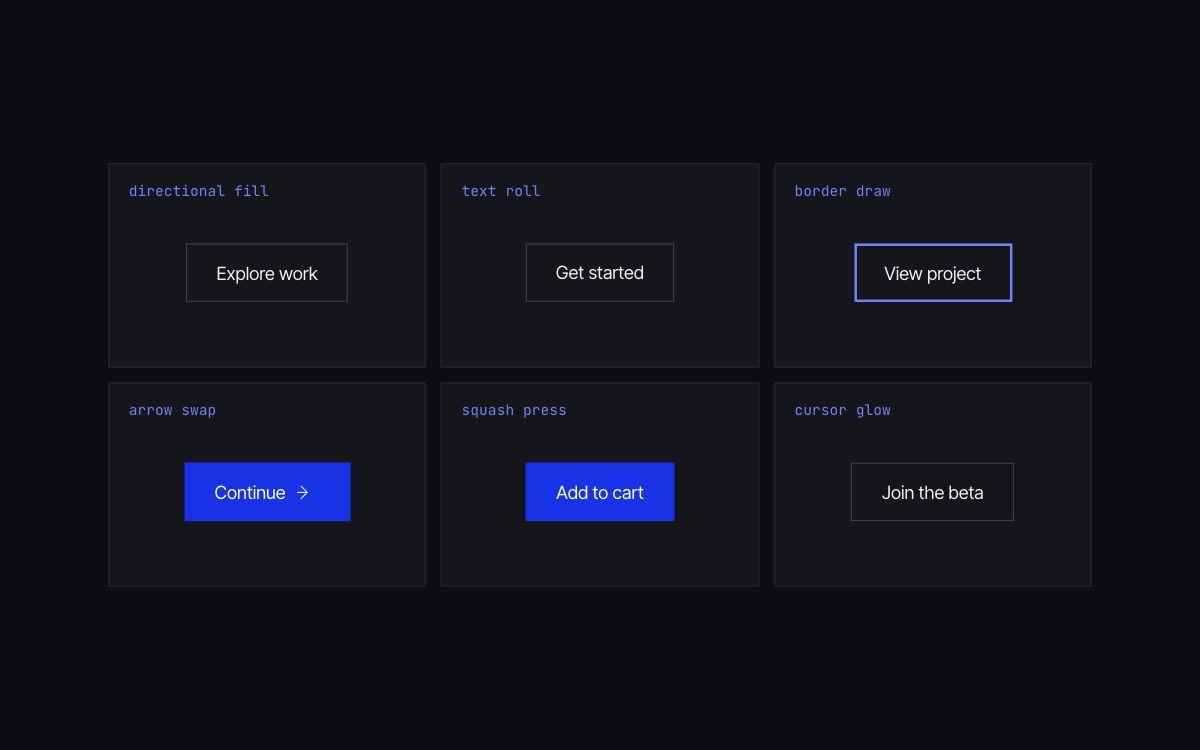 directional fill
text roll
border draw
Explore work
Get started
View project
arrow swap
squash press
cursor glow
Continue →
Add to cart
Join the beta